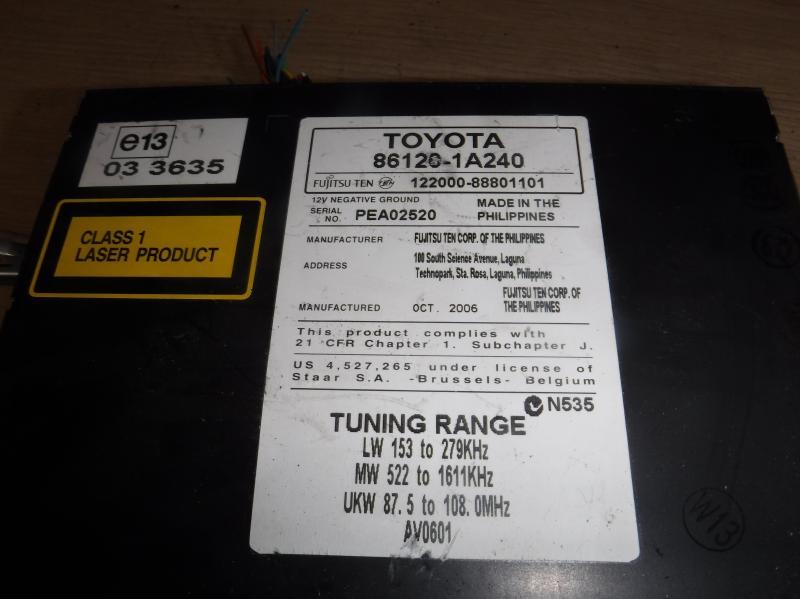 e13
03 3635
CLASS 1
LASER PRODUCT
TOYOTA
86120-1A240
FUJITSU TEN 122000-88801101
12V NEGATIVE GROUND
SERIAL NO. PEA02520
MADE IN THE PHILIPPINES
MANUFACTURER FUJITSU TEN CORP. OF THE PHILIPPINES
ADDRESS 100 South Science Avenue, Laguna
Technopark, Sta. Rosa, Laguna, Philippines
MANUFACTURED OCT. 2006 FUJITSU TEN CORP. OF
THE PHILIPPINES
This product complies with
21 CFR Chapter 1. Subchapter J.
US 4,527,265 under license of
Staar S.A. -Brussels- Belgium
N535
TUNING RANGE
LW 153 to 279KHz
MW 522 to 1611KHz
UKW 87.5 to 108.0MHz
AV0601
W13